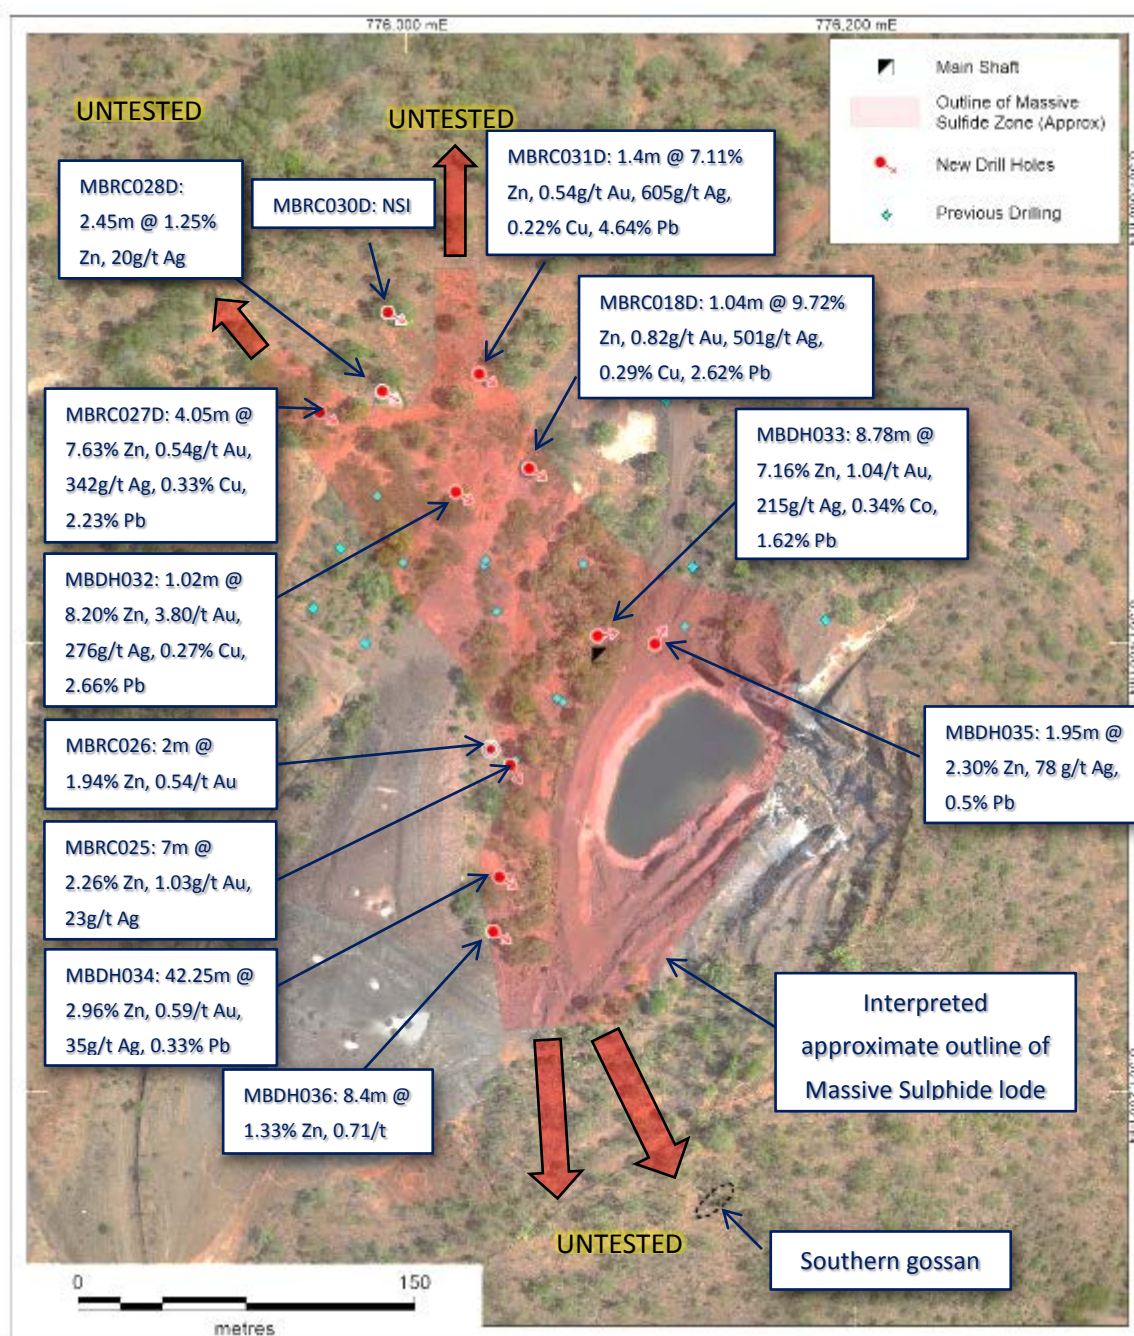 776,000 mE
776,200 mE
Main Shaft
Outline of Massive
Sulfide Zone (Approx)
New Drill Holes
Previous Drilling
UNTESTED
UNTESTED
MBRC028D:
2.45m @ 1.25%
Zn, 20g/t Ag
MBRC030D: NSI
MBRC031D: 1.4m @ 7.11%
Zn, 0.54g/t Au, 605g/t Ag,
0.22% Cu, 4.64% Pb
MBRC018D: 1.04m @ 9.72%
Zn, 0.82g/t Au, 501g/t Ag,
0.29% Cu, 2.62% Pb
MBRC027D: 4.05m @
7.63% Zn, 0.54g/t Au,
342g/t Ag, 0.33% Cu,
2.23% Pb
MBDH033: 8.78m @
7.16% Zn, 1.04/t Au,
215g/t Ag, 0.34% Co,
1.62% Pb
MBDH032: 1.02m @
8.20% Zn, 3.80/t Au,
276g/t Ag, 0.27% Cu,
2.66% Pb
MBRC026: 2m @
1.94% Zn, 0.54/t Au
MBDH035: 1.95m @
2.30% Zn, 78 g/t Ag,
0.5% Pb
MBRC025: 7m @
2.26% Zn, 1.03g/t Au,
23g/t Ag
MBDH034: 42.25m @
2.96% Zn, 0.59/t Au,
35g/t Ag, 0.33% Pb
MBDH036: 8.4m @
1.33% Zn, 0.71/t
Interpreted
approximate outline of
Massive Sulphide lode
UNTESTED
Southern gossan
0
150
metres